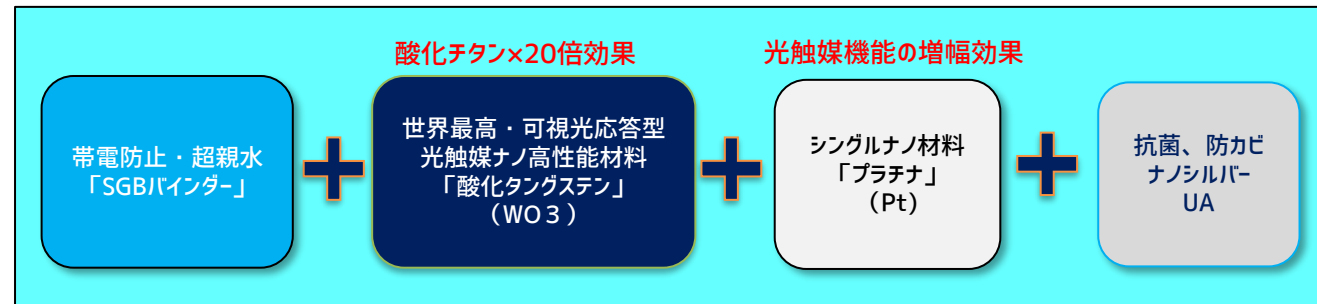 酸化チタン×20倍効果
光触媒機能の増幅効果
帯電防止・超親水
「SGBバインダー」
世界最高・可視光応答型
光触媒ナノ高性能材料
「酸化タングステン」
（WO３）
シングルナノ材料
「プラチナ」
（Pt）
抗菌、防カビ
ナノシルバー
UA